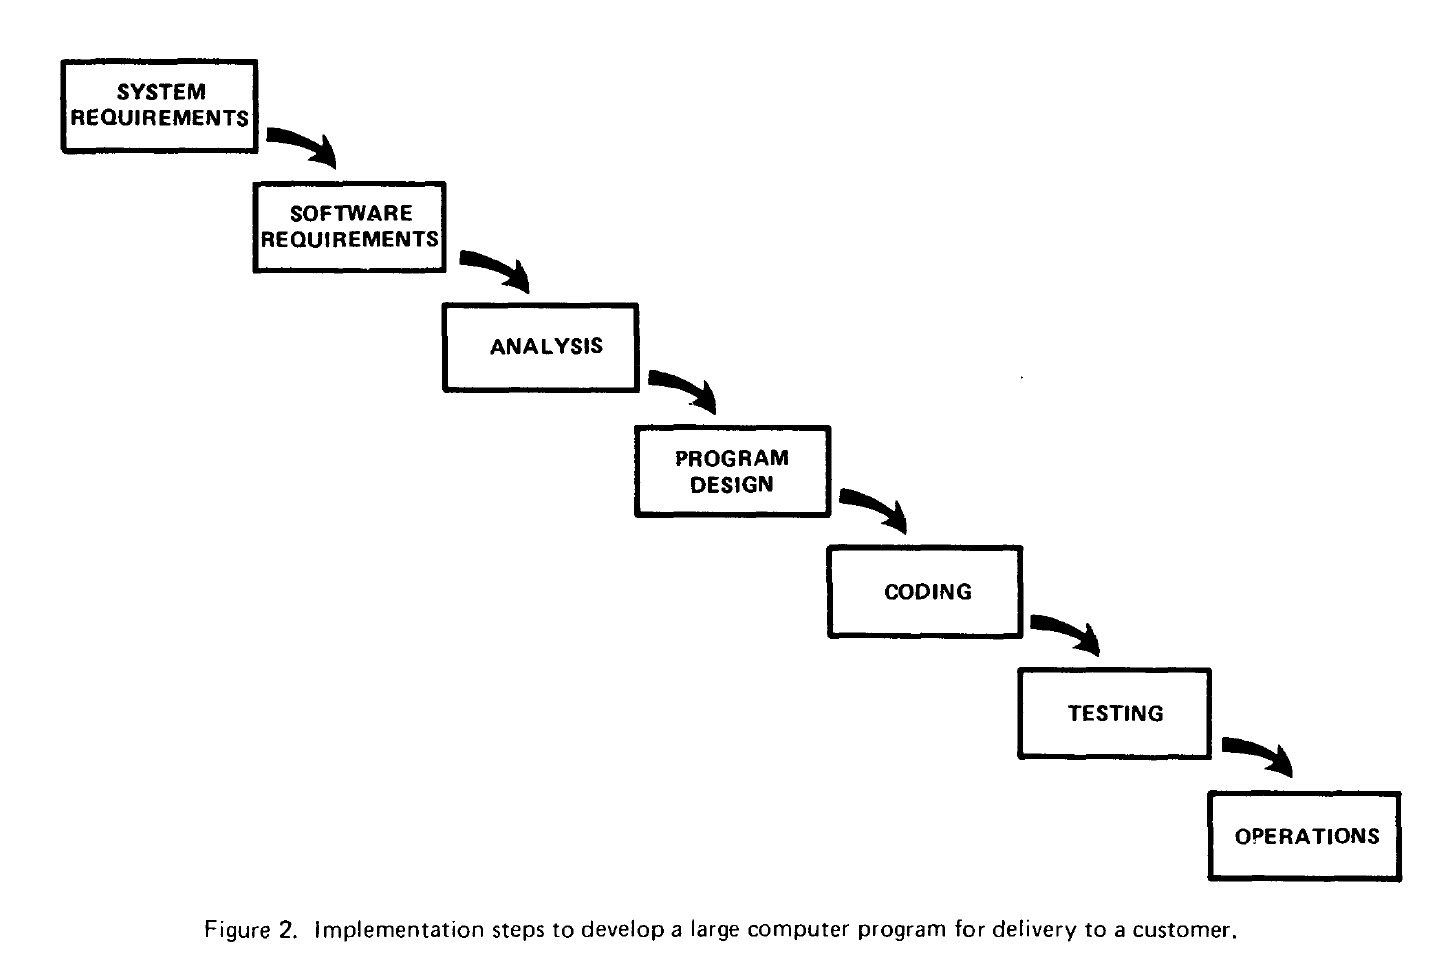 SYSTEM
REQUIREMENTS
SOFTWARE
REQUIREMENTS
ANALYSIS
PROGRAM
DESIGN
CODING
TESTING
OPERATIONS
Figure 2. Implementation steps to develop a large computer program for delivery to a customer.